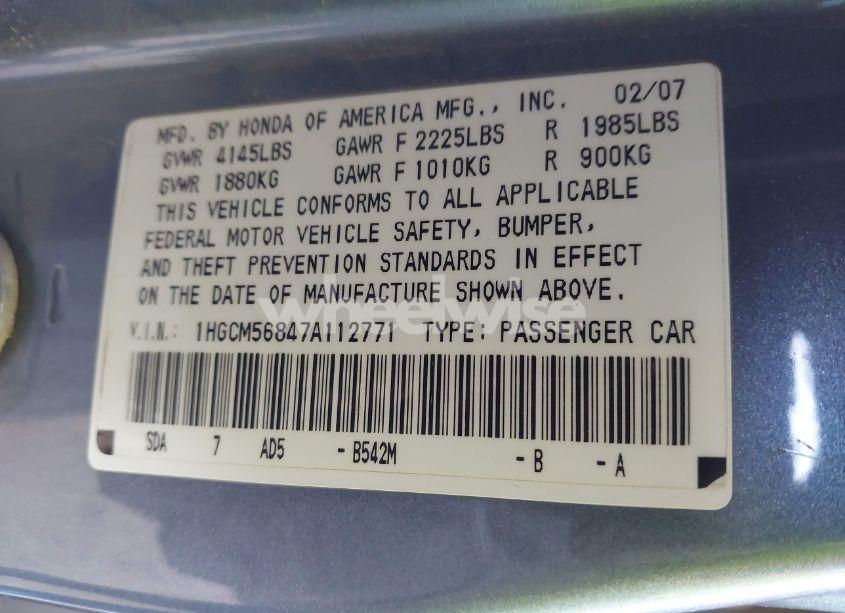 MFD. BY HONDA OF AMERICA MFG., INC. 02/07
GVWR 4145LBS GAWR F 2225LBS R 1985LBS
GVWR 1880KG GAWR F 1010KG R 900KG
THIS VEHICLE CONFORMS TO ALL APPLICABLE
FEDERAL MOTOR VEHICLE SAFETY, BUMPER,
AND THEFT PREVENTION STANDARDS IN EFFECT
ON THE DATE OF MANUFACTURE SHOWN ABOVE.
wheelwise
V.I.N.: 1HGCM56847A112771 TYPE: PASSENGER CAR
SDA 7 AD5 - B542M - B - A